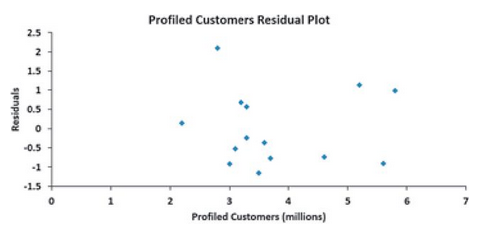 Profiled Customers Residual Plot
2.5
2
1.5
1
0.5
0
-0.5
-1
-1.5
Residuals
0 1 2 3 4 5 6 7
Profiled Customers (millions)